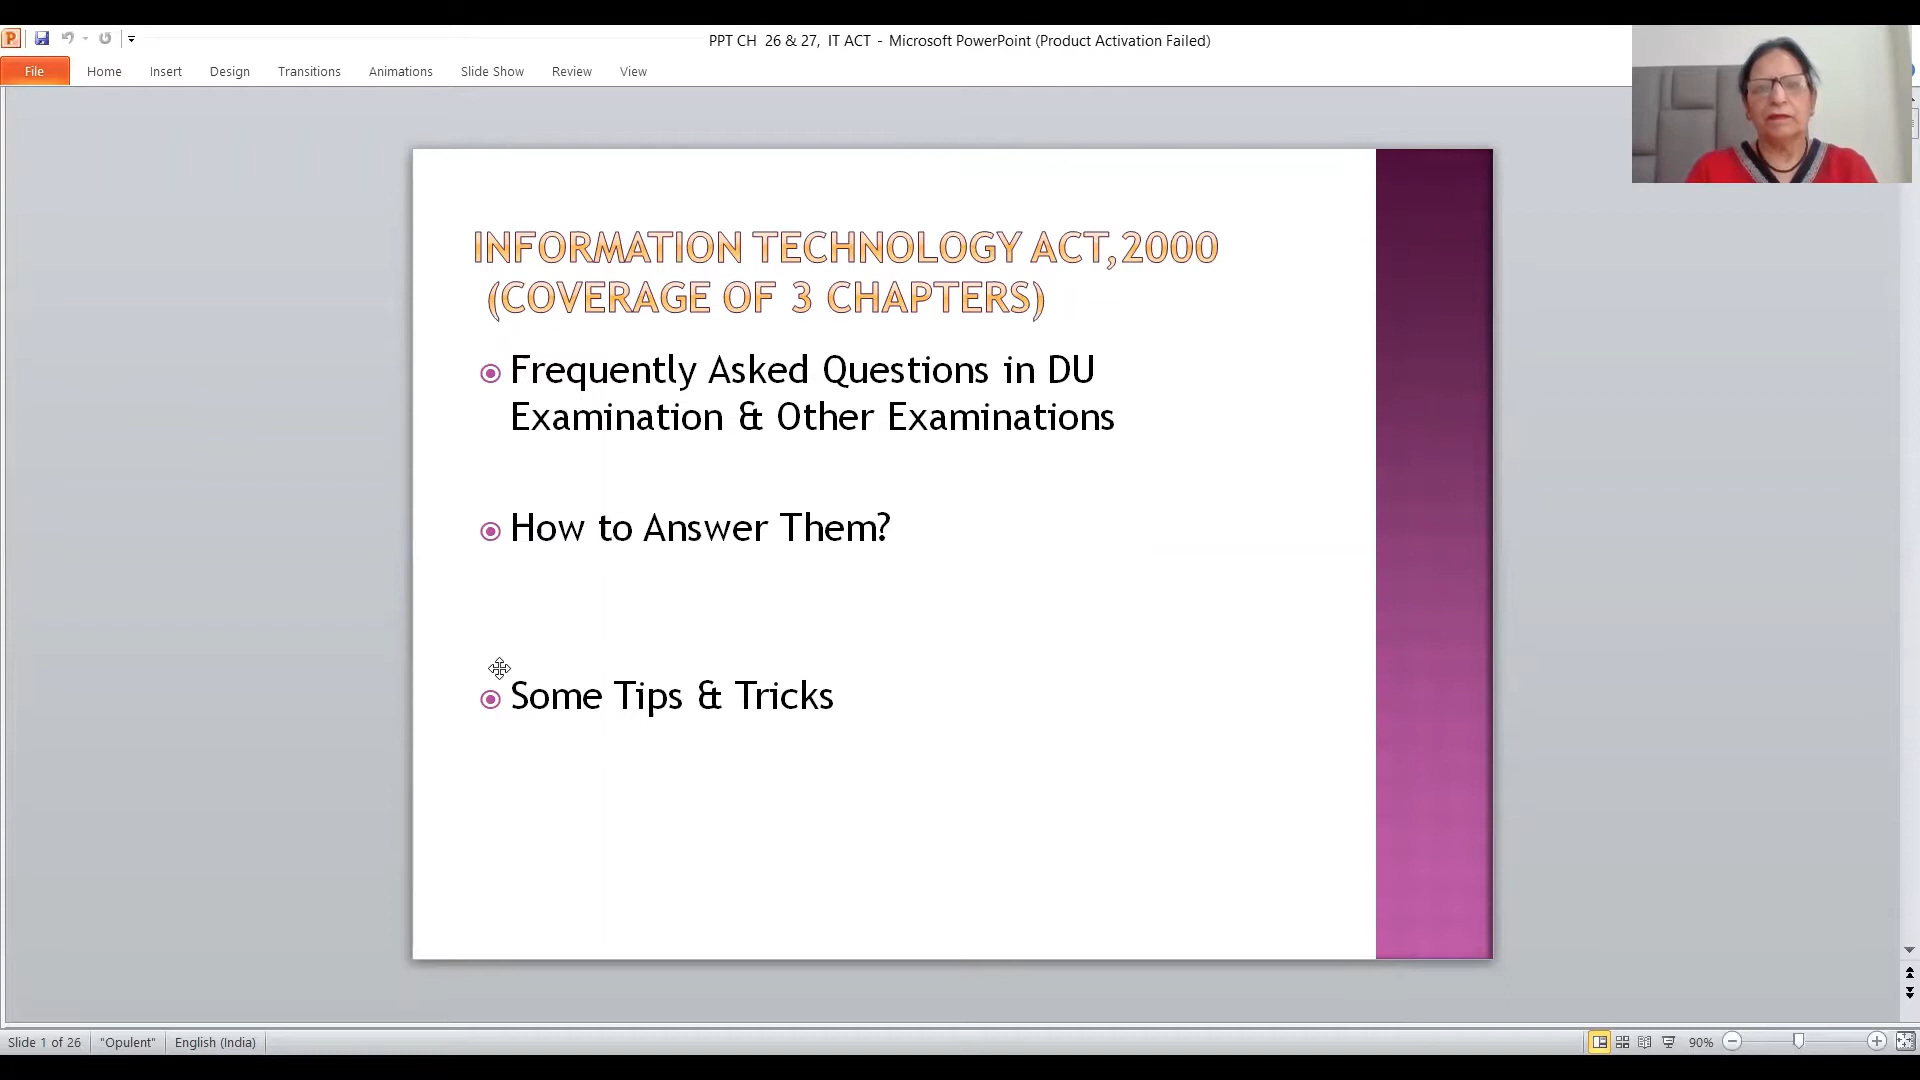 PPT CH 26 & 27, IT ACT - Microsoft PowerPoint (Product Activation Failed)
File Home Insert Design Transitions Animations Slide Show Review View
INFORMATION TECHNOLOGY ACT,2000
(COVERAGE OF 3 CHAPTERS)
Frequently Asked Questions in DU
Examination & Other Examinations
How to Answer Them?
Some Tips & Tricks
Slide 1 of 26 "Opulent" English (India) 90%